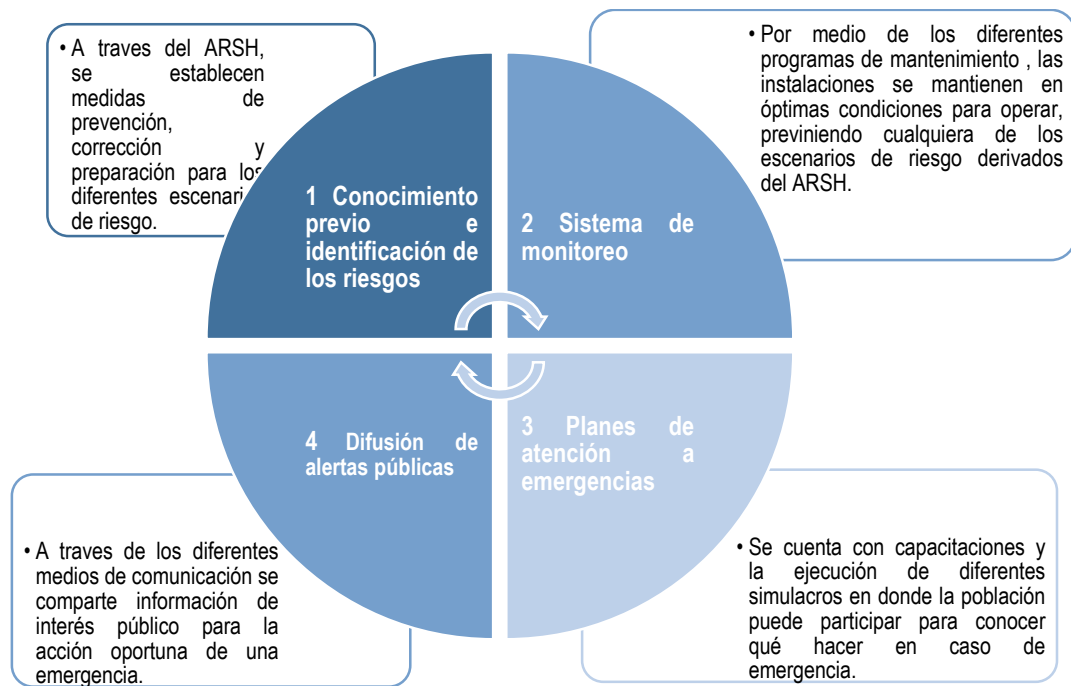 • A traves del ARSH,
se establecen
medidas de
prevención,
corrección y
preparación para los
diferentes escenarios
de riesgo.
1 Conocimiento
previo e
identificación de
los riesgos
• Por medio de los diferentes
programas de mantenimiento , las
instalaciones se mantienen en
óptimas condiciones para operar,
previniendo cualquiera de los
escenarios de riesgo derivados
del ARSH.
2 Sistema de
monitoreo
3 Planes de
atención a
emergencias
• Se cuenta con capacitaciones y
la ejecución de diferentes
simulacros en donde la población
puede participar para conocer
qué hacer en caso de
emergencia.
4 Difusión de
alertas públicas
• A traves de los diferentes
medios de comunicación se
comparte información de
interés público para la
acción oportuna de una
emergencia.